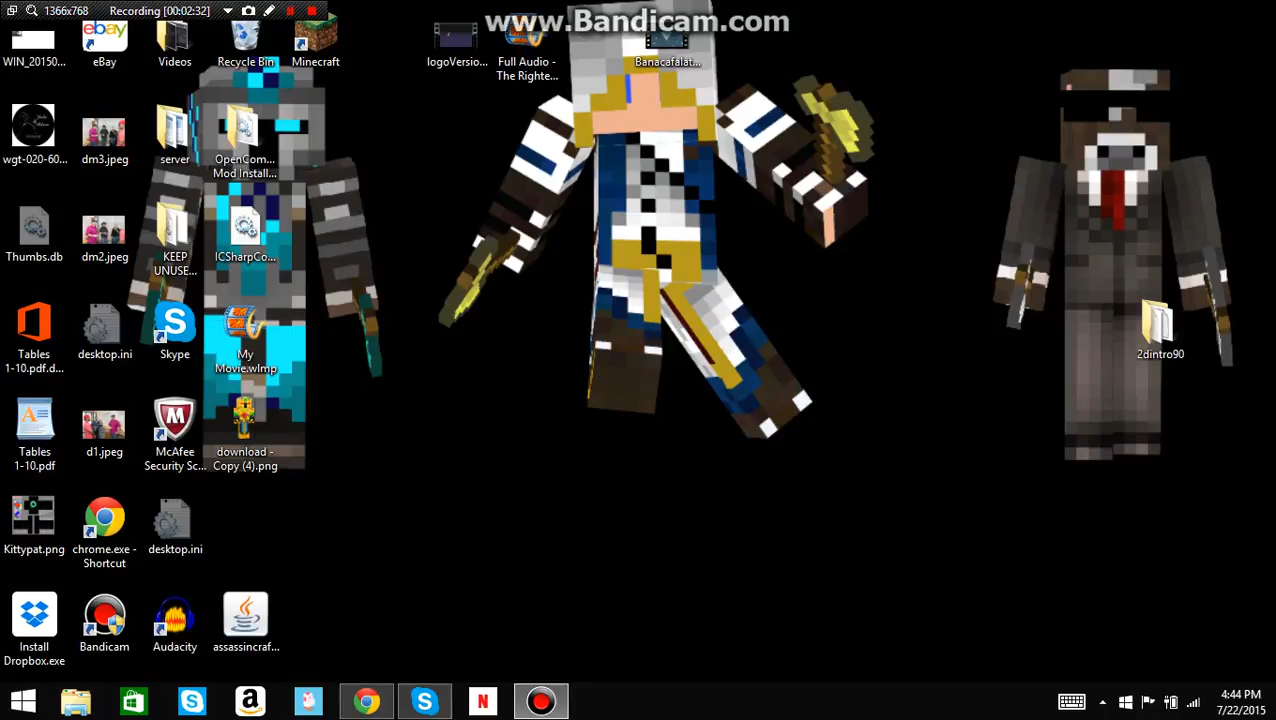 1366x768 Recording [00:02:32]
www.Bandicam.com
WIN_20150...
eBay
Videos
Recycle Bin
Minecraft
logoVersio...
Full Audio -
The Righte...
Banacafalat...
wgt-020-60...
dm3.jpeg
server
OpenCom...
Mod Install...
Thumbs.db
dm2.jpeg
KEEP
UNUSE...
ICSharpCo...
Tables
1-10.pdf.d...
desktop.ini
Skype
My
Movie.wlmp
2dintro90
Tables
1-10.pdf
d1.jpeg
McAfee
Security Sc...
download -
Copy (4).png
Kittypat.png
chrome.exe -
Shortcut
desktop.ini
Install
Dropbox.exe
Bandicam
Audacity
assassincraf...
4:44 PM
7/22/2015